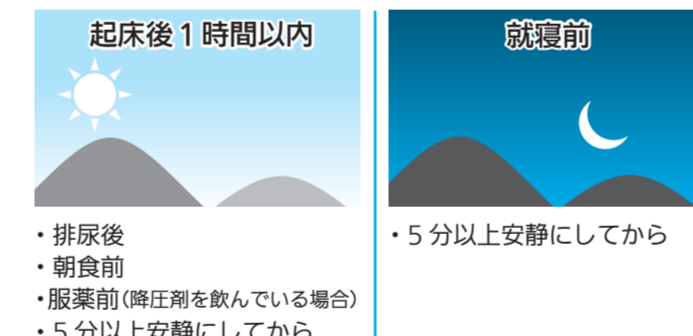 起床後1時間以内
就寝前
・排尿後
・朝食前
・服薬前(降圧剤を飲んでいる場合)
・5分以上安静にしてから
・5分以上安静にしてから